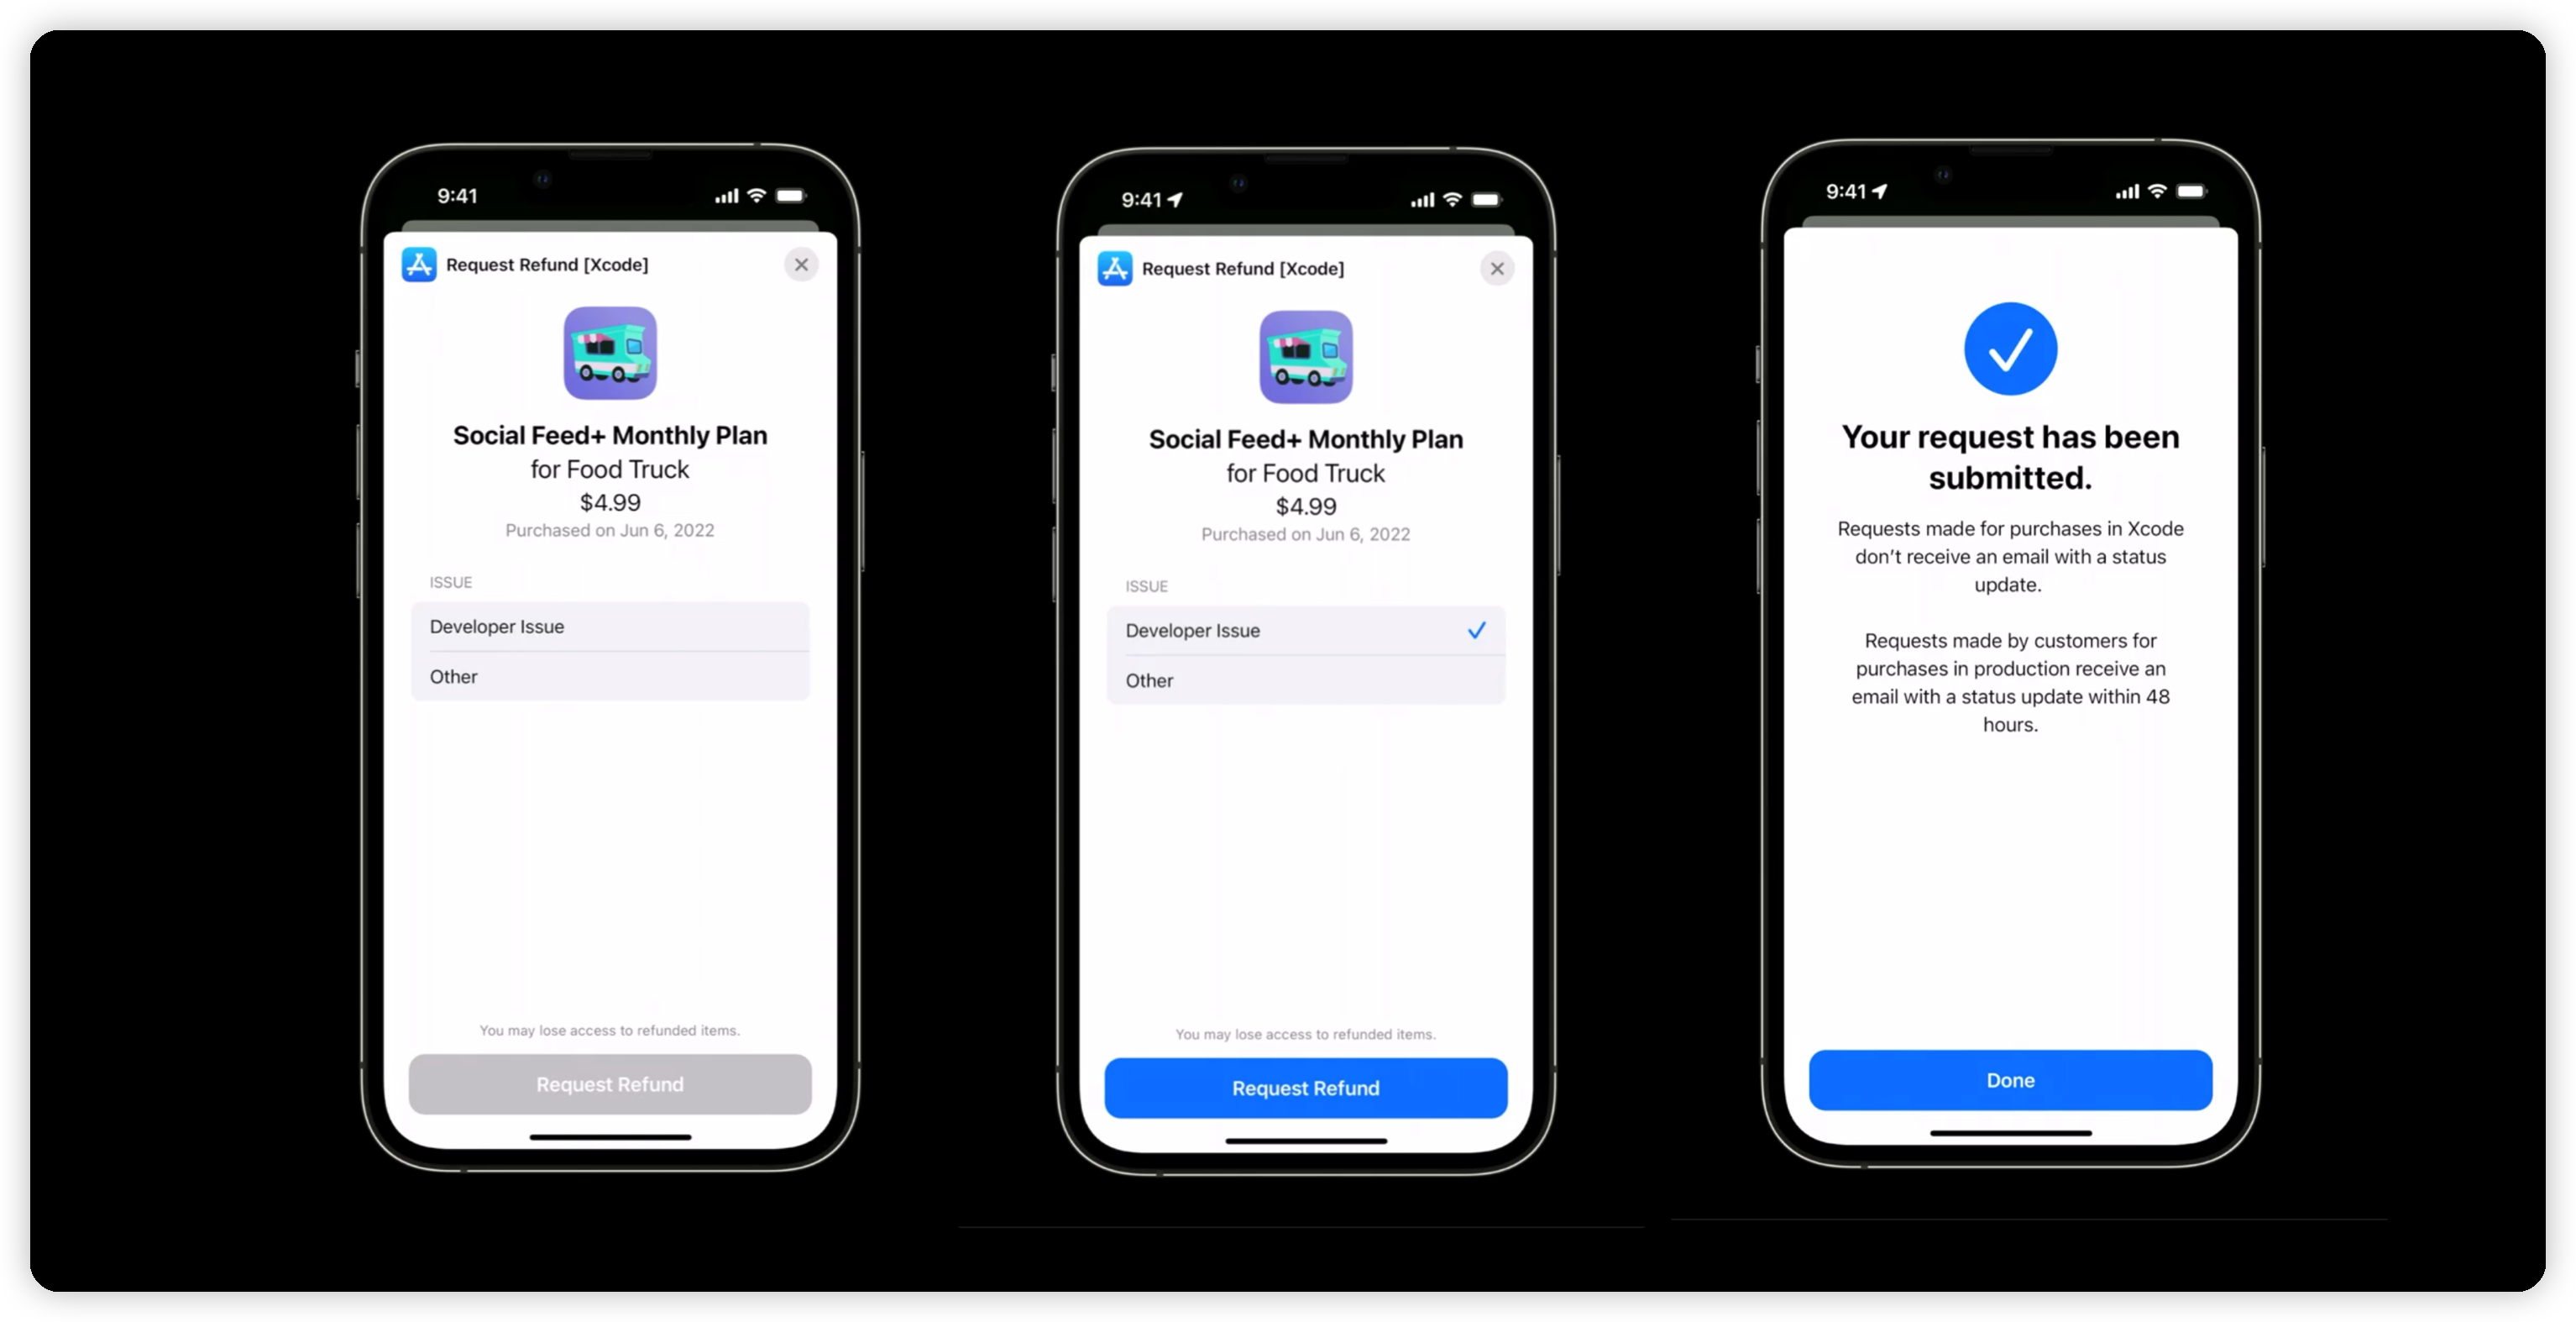 9:41
Request Refund [Xcode]
Social Feed+ Monthly Plan
for Food Truck
$4.99
Purchased on Jun 6, 2022
ISSUE
Developer Issue
Other
You may lose access to refunded items.
Request Refund
9:41
Request Refund [Xcode]
Social Feed+ Monthly Plan
for Food Truck
$4.99
Purchased on Jun 6, 2022
ISSUE
Developer Issue
Other
You may lose access to refunded items.
Request Refund
9:41
Your request has been
submitted.
Requests made for purchases in Xcode
don’t receive an email with a status
update.
Requests made by customers for
purchases in production receive an
email with a status update within 48
hours.
Done